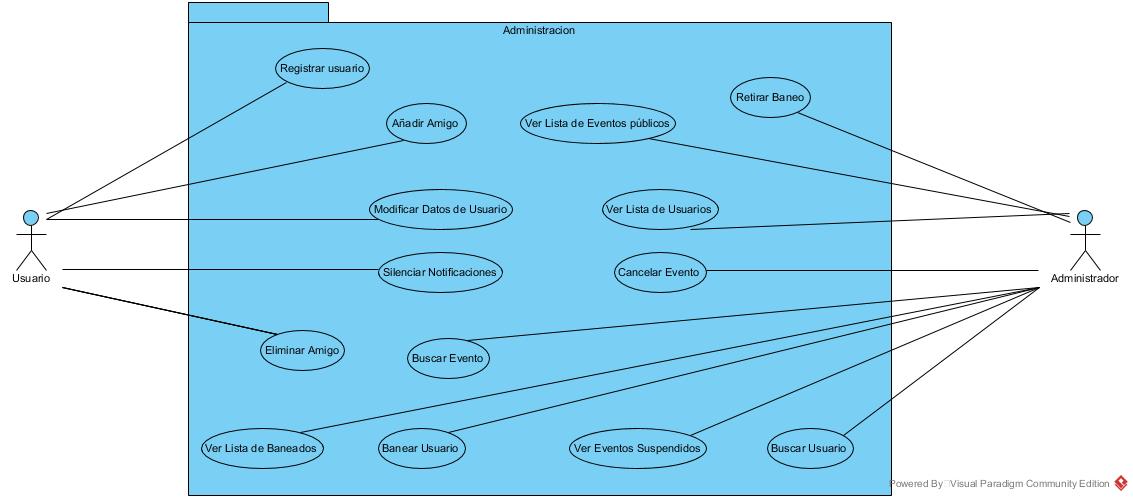 Administracion
Registrar usuario
Retirar Baneo
Añadir Amigo
Ver Lista de Eventos públicos
Modificar Datos de Usuario
Ver Lista de Usuarios
Usuario
Silenciar Notificaciones
Cancelar Evento
Administrador
Eliminar Amigo
Buscar Evento
Ver Lista de Baneados
Banear Usuario
Ver Eventos Suspendidos
Buscar Usuario
Powered By Visual Paradigm Community Edition